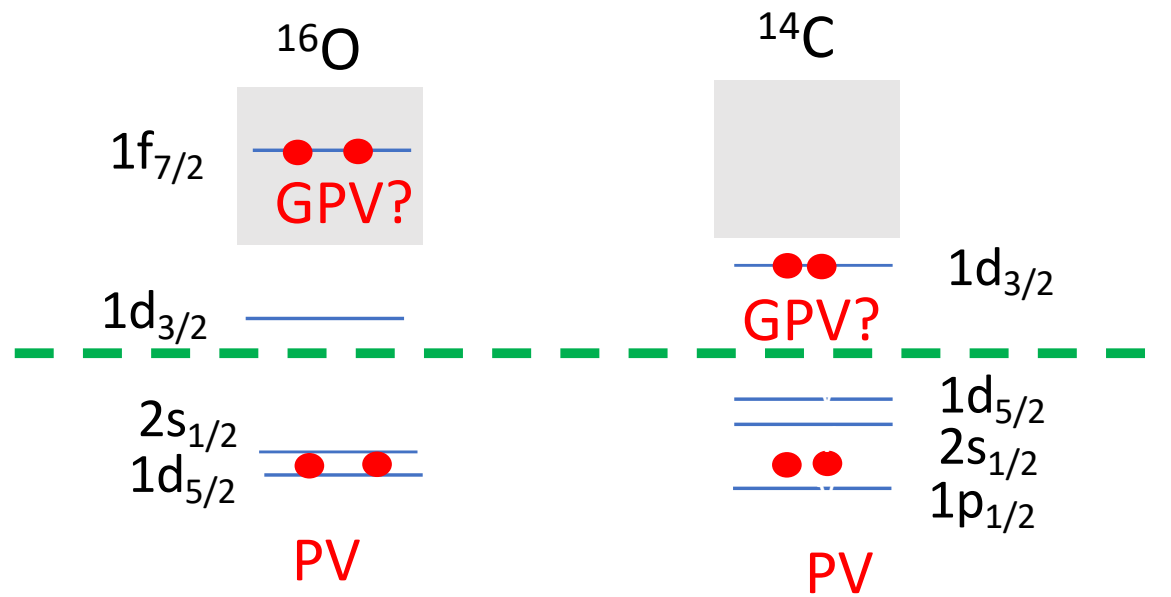 ¹⁶O
1f₇/₂
GPV?
1d₃/₂
2s₁/₂
1d₅/₂
PV
¹⁴C
1d₃/₂
GPV?
1d₅/₂
2s₁/₂
1p₁/₂
PV